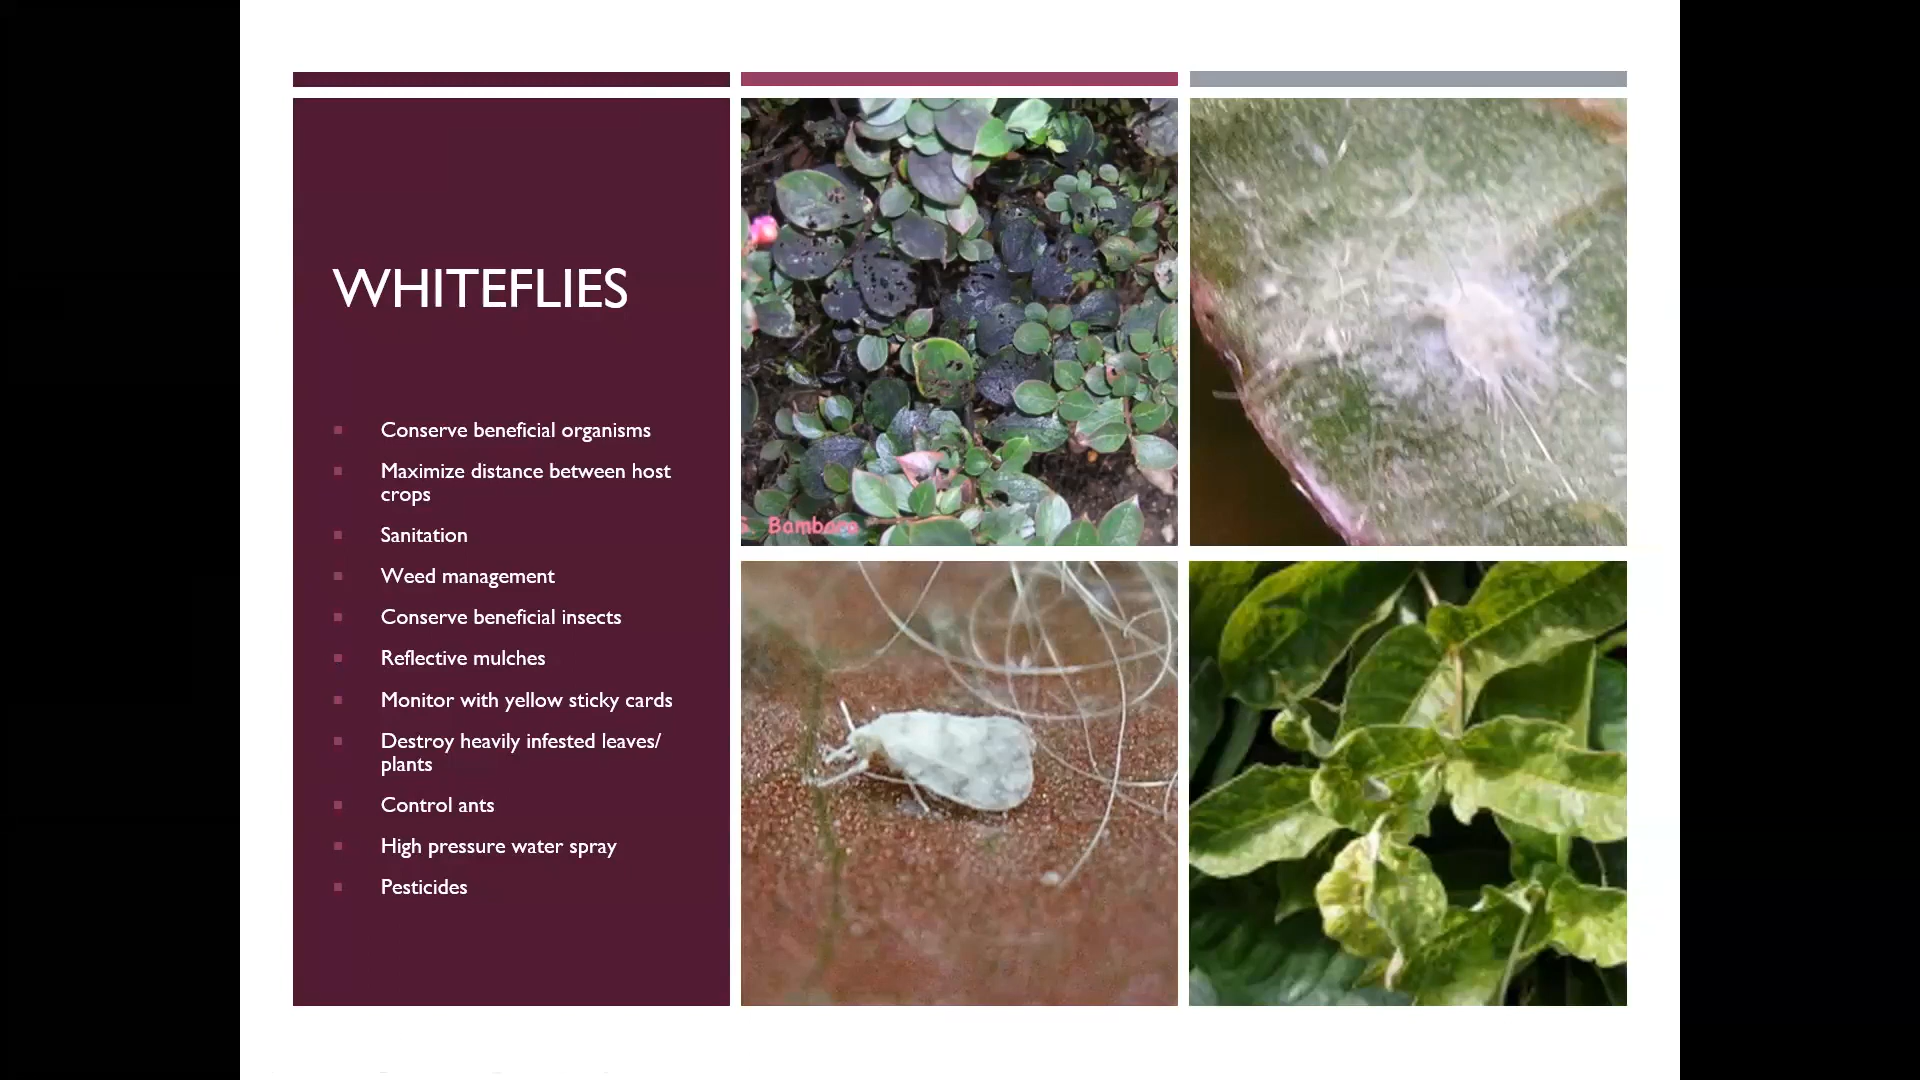 WHITEFLIES
Conserve beneficial organisms
Maximize distance between host
crops
Sanitation
Weed management
Conserve beneficial insects
Reflective mulches
Monitor with yellow sticky cards
Destroy heavily infested leaves/
plants
Control ants
High pressure water spray
Pesticides
S. Bambara